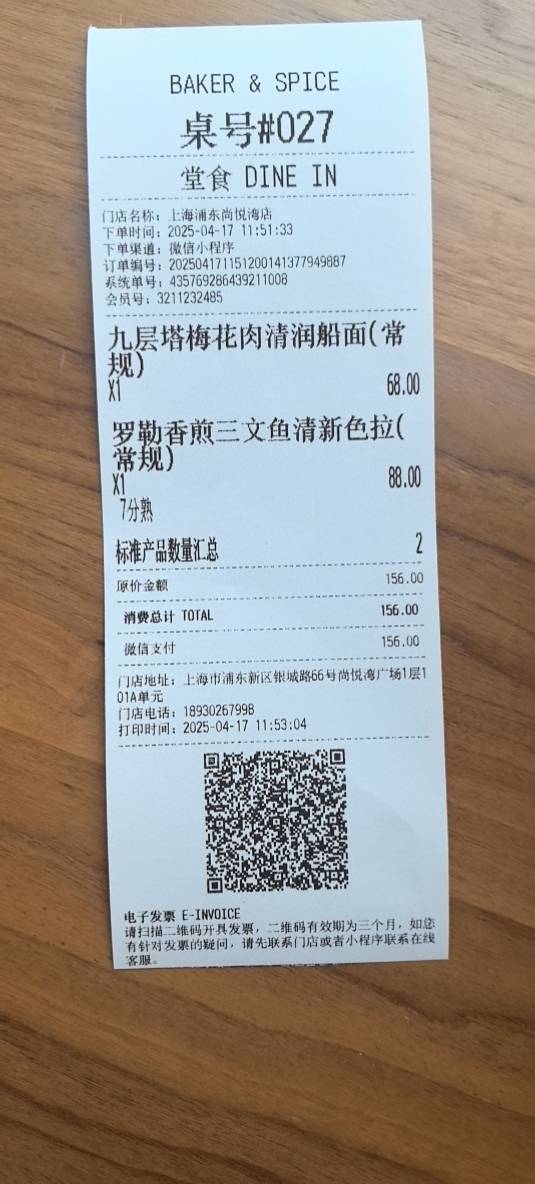 BAKER & SPICE
桌号#027
堂食 DINE IN
门店名称: 上海浦东尚悦湾店
下单时间: 2025-04-17 11:51:33
下单渠道: 微信小程序
订单编号: 202504171151200141377949887
系统单号: 435769286439211008
会员号: 3211232485
九层塔梅花肉清润船面(常
规)
X1 68.00
罗勒香煎三文鱼清新色拉(
常规)
X1 88.00
7分熟
标准产品数量汇总 2
原价金额 156.00
消费总计 TOTAL 156.00
微信支付 156.00
门店地址: 上海市浦东新区银城路66号尚悦湾广场1层1
01A单元
门店电话: 18930267998
打印时间: 2025-04-17 11:53:04
电子发票 E-INVOICE
请扫描二维码开具发票，二维码有效期为三个月，如您
有针对发票的疑问，请先联系门店或者小程序联系在线
客服。